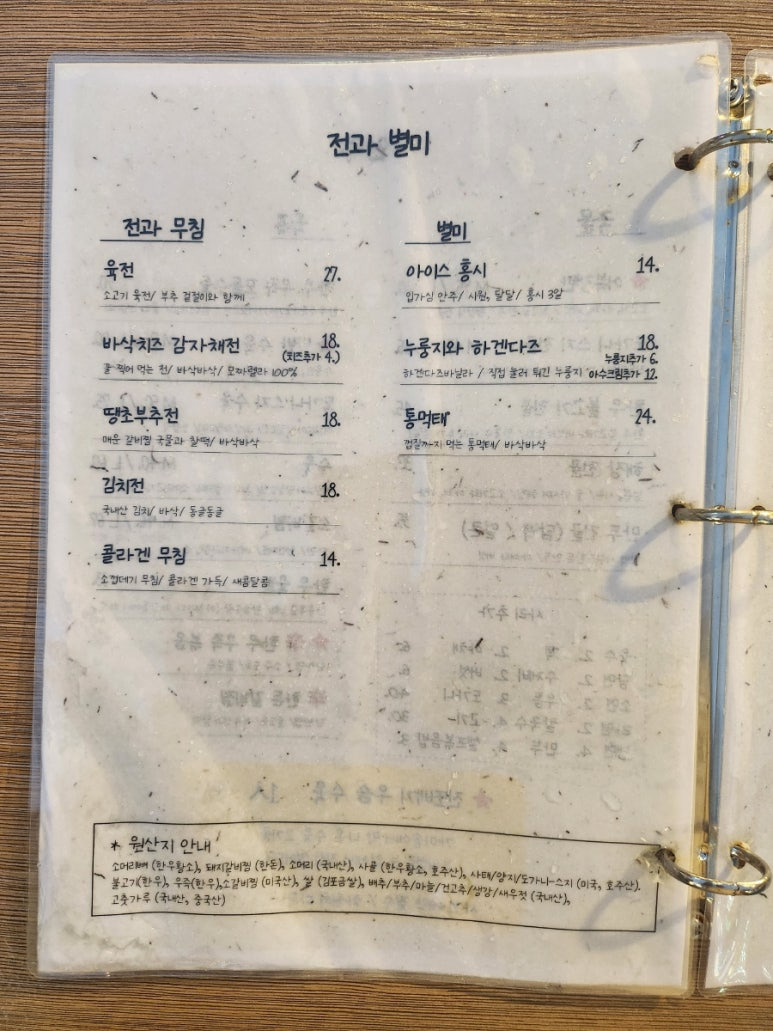 전과 별미
전과 무침
육전 27.
소고기 육전/ 부추 겉절이와 함께
바삭치즈 감자채전 18.
(치즈추가 4.)
꿀 찍어 먹는 전/ 바삭바삭/ 모짜렐라 100%
땡초부추전 18.
매운 갈비찜 국물과 찰떡/ 바삭바삭
김치전 18.
국내산 김치/ 바삭/ 동글동글
콜라겐 무침 14.
소껍데기 무침/ 콜라겐 가득/ 새콤달콤
별미
아이스 홍시 14.
입가심 안주/ 시원, 달달/ 홍시 3알
누룽지와 하겐다즈 18.
누룽지추가 6.
하겐다즈바닐라 / 직접 눌러 튀긴 누룽지 아수크림추가 12.
통먹태 24.
껍질까지 먹는 통먹태/ 바삭바삭
* 원산지 안내
소머리뼈 (한우황소), 돼지갈비찜 (한돈), 소머리 (국내산), 사골 (한우황소, 호주산), 사태/양지/도가니-스지 (미국, 호주산).
불고기(한우), 우족(한우), 소갈비찜 (미국산), 쌀 (김포금쌀), 배추/부추/마늘/건고추/생강/새우젓 (국내산),
고춧가루 (국내산, 중국산)